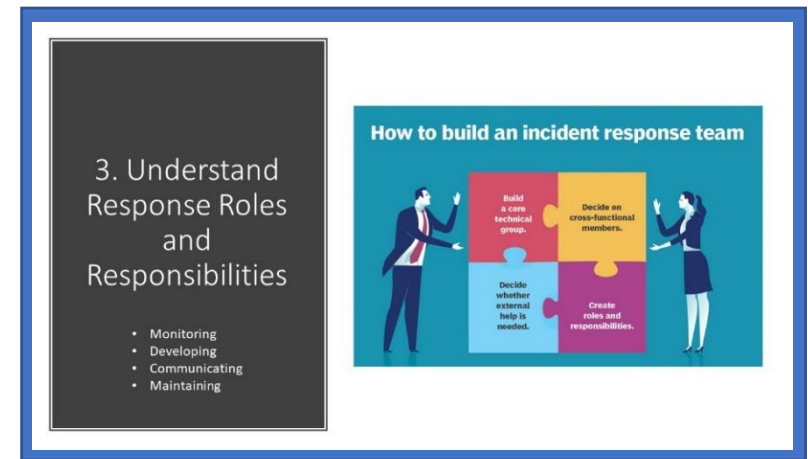 3. Understand
Response Roles
and
Responsibilities
• Monitoring
• Developing
• Communicating
• Maintaining
How to build an incident response team
Build
a core
technical
group.
Decide on
cross-functional
members.
Decide
whether
external
help is
needed.
Create
roles and
responsibilities.